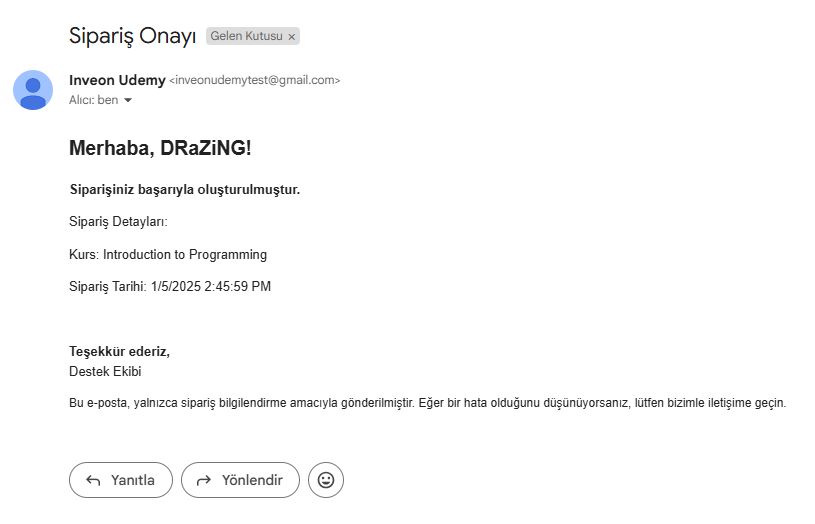 Sipariş Onayı Gelen Kutusu ×
Inveon Udemy <inveonudemytest@gmail.com>
Alıcı: ben
Merhaba, DRaZiNG!
Siparişiniz başarıyla oluşturulmuştur.
Sipariş Detayları:
Kurs: Introduction to Programming
Sipariş Tarihi: 1/5/2025 2:45:59 PM
Teşekkür ederiz,
Destek Ekibi
Bu e-posta, yalnızca sipariş bilgilendirme amacıyla gönderilmiştir. Eğer bir hata olduğunu düşünüyorsanız, lütfen bizimle iletişime geçin.
Yanıtla Yönlendir